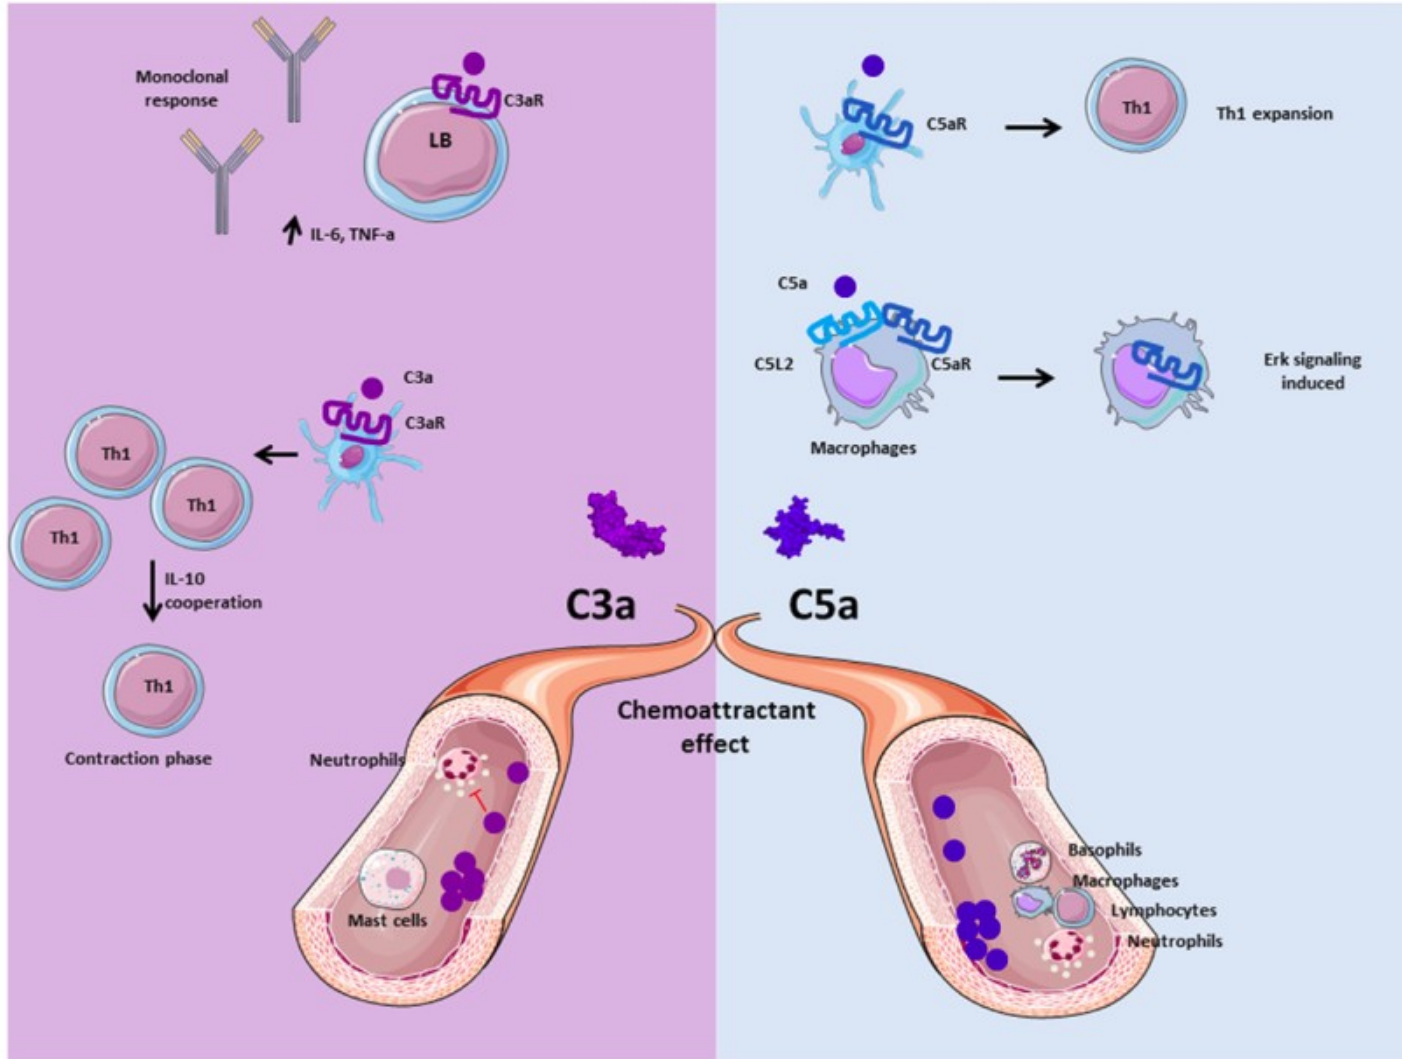 Monoclonal
response
C3aR
LB
IL-6, TNF-a
C3a
C3aR
Th1
Th1
Th1
IL-10
cooperation
Th1
Contraction phase
C5aR
Th1
Th1 expansion
C5a
C5L2
C5aR
Macrophages
Erk signaling
induced
C3a
C5a
Chemoattractant
effect
Neutrophils
Mast cells
Basophils
Macrophages
Lymphocytes
Neutrophils